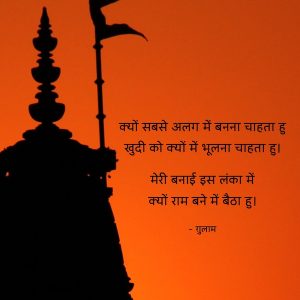 क्यों सबसे अलग में बनना चाहता हु
खुदी को क्यों में भूलना चाहता हु।
मेरी बनाई इस लंका में
क्यों राम बने में बैठा हु।
- गुलाम